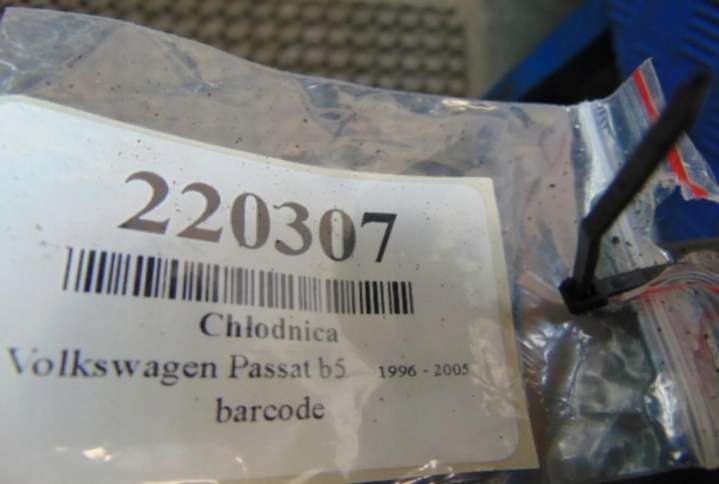 220307
Chłodnica
Volkswagen Passat b5 1996 - 2005
barcode